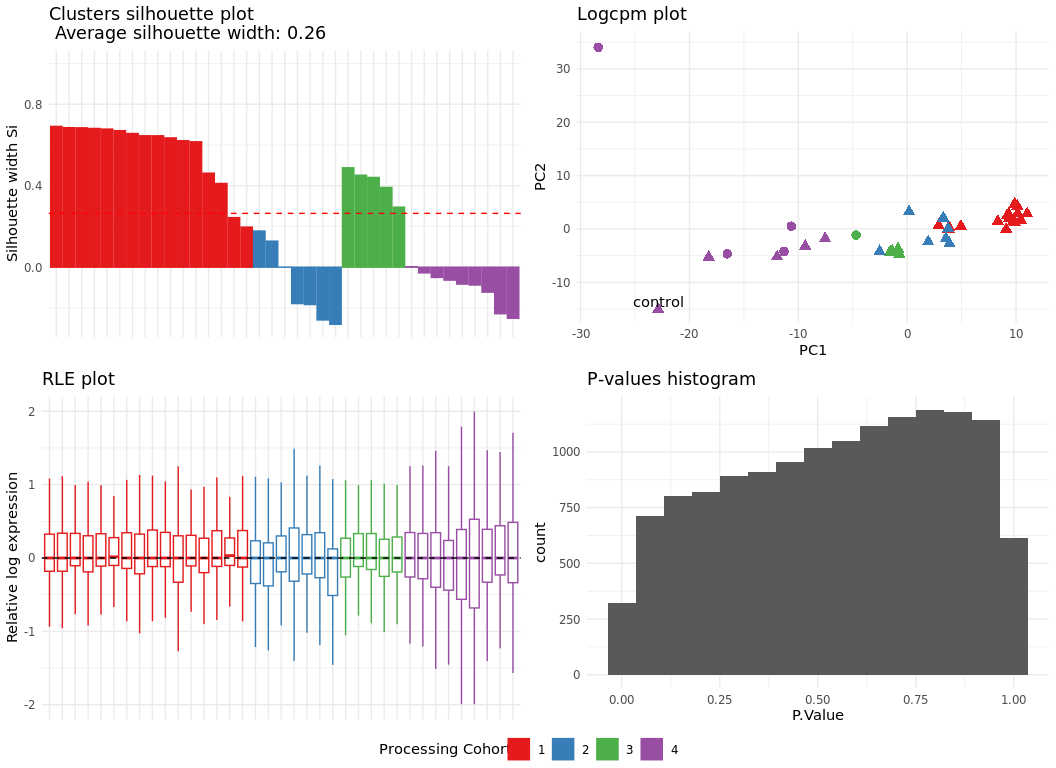 Clusters silhouette plot
Average silhouette width: 0.26
Silhouette width Si
0.8
0.4
0.0
Logcpm plot
PC2
30
20
10
0
-10
control
-30
-20
-10
0
10
PC1
RLE plot
Relative log expression
2
1
0
-1
-2
P-values histogram
count
1000
750
500
250
0
0.00
0.25
0.50
0.75
1.00
P.Value
Processing Cohort
1
2
3
4